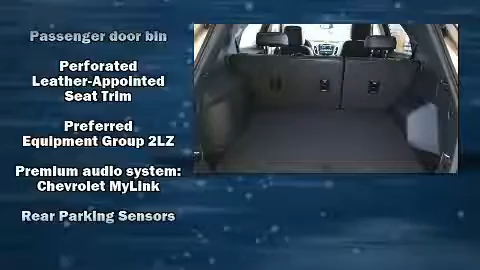 Passenger door bin
Perforated
Leather-Appointed
Seat Trim
Preferred
Equipment Group 2LZ
Premium audio system:
Chevrolet MyLink
Rear Parking Sensors